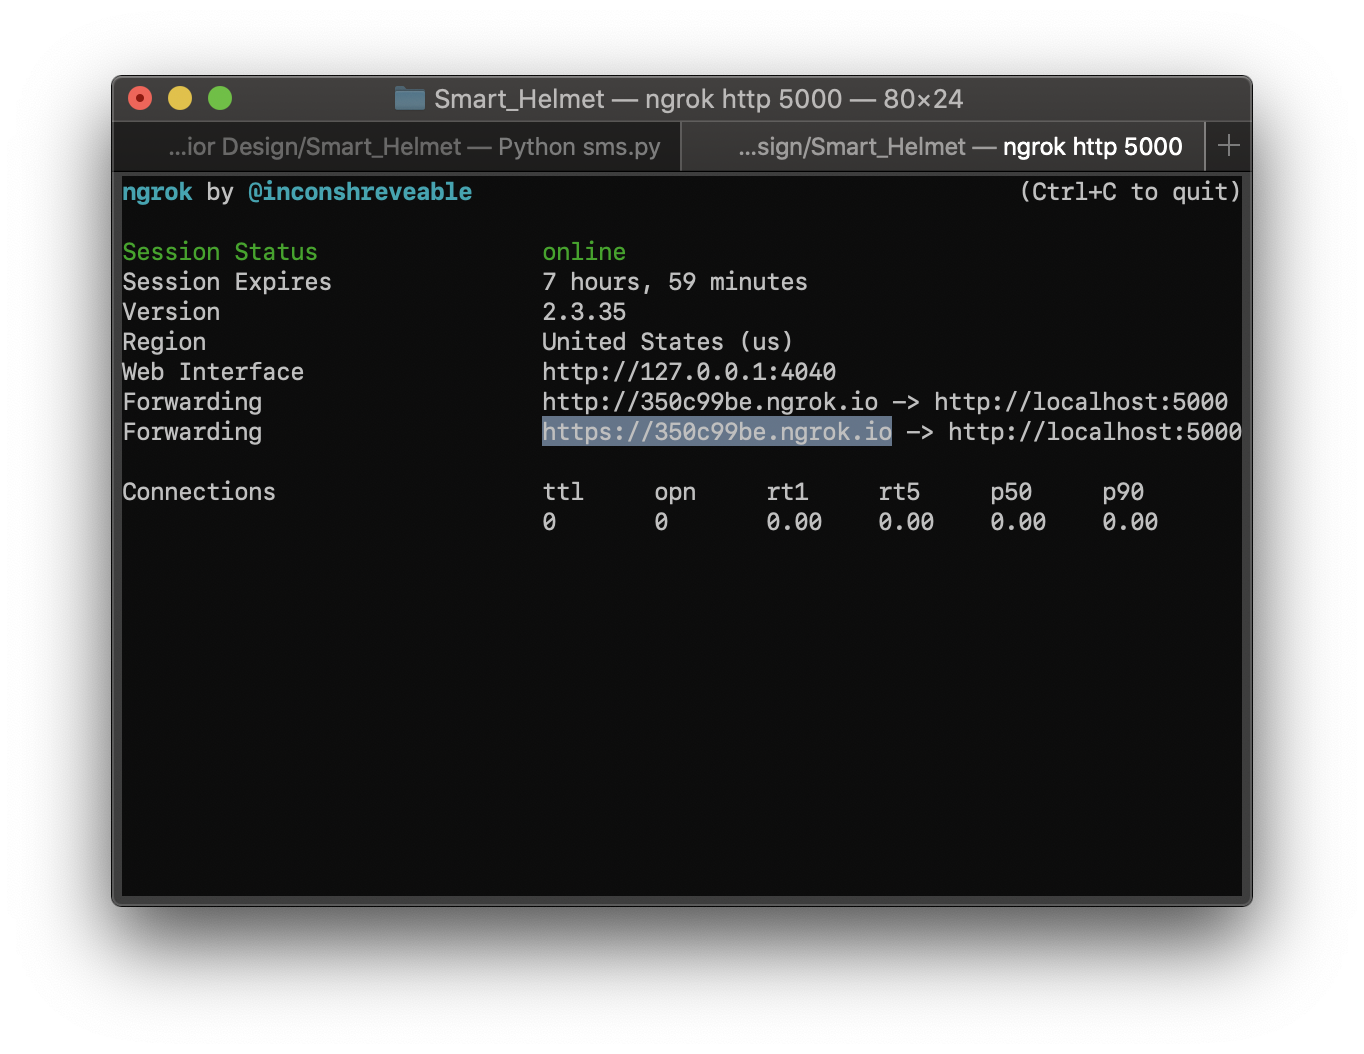 Smart_Helmet — ngrok http 5000 — 80×24
...ior Design/Smart_Helmet — Python sms.py
...sign/Smart_Helmet — ngrok http 5000
ngrok by @inconshreveable (Ctrl+C to quit)
Session Status online
Session Expires 7 hours, 59 minutes
Version 2.3.35
Region United States (us)
Web Interface http://127.0.0.1:4040
Forwarding http://350c99be.ngrok.io -> http://localhost:5000
Forwarding https://350c99be.ngrok.io -> http://localhost:5000
Connections ttl opn rt1 rt5 p50 p90
0 0 0.00 0.00 0.00 0.00